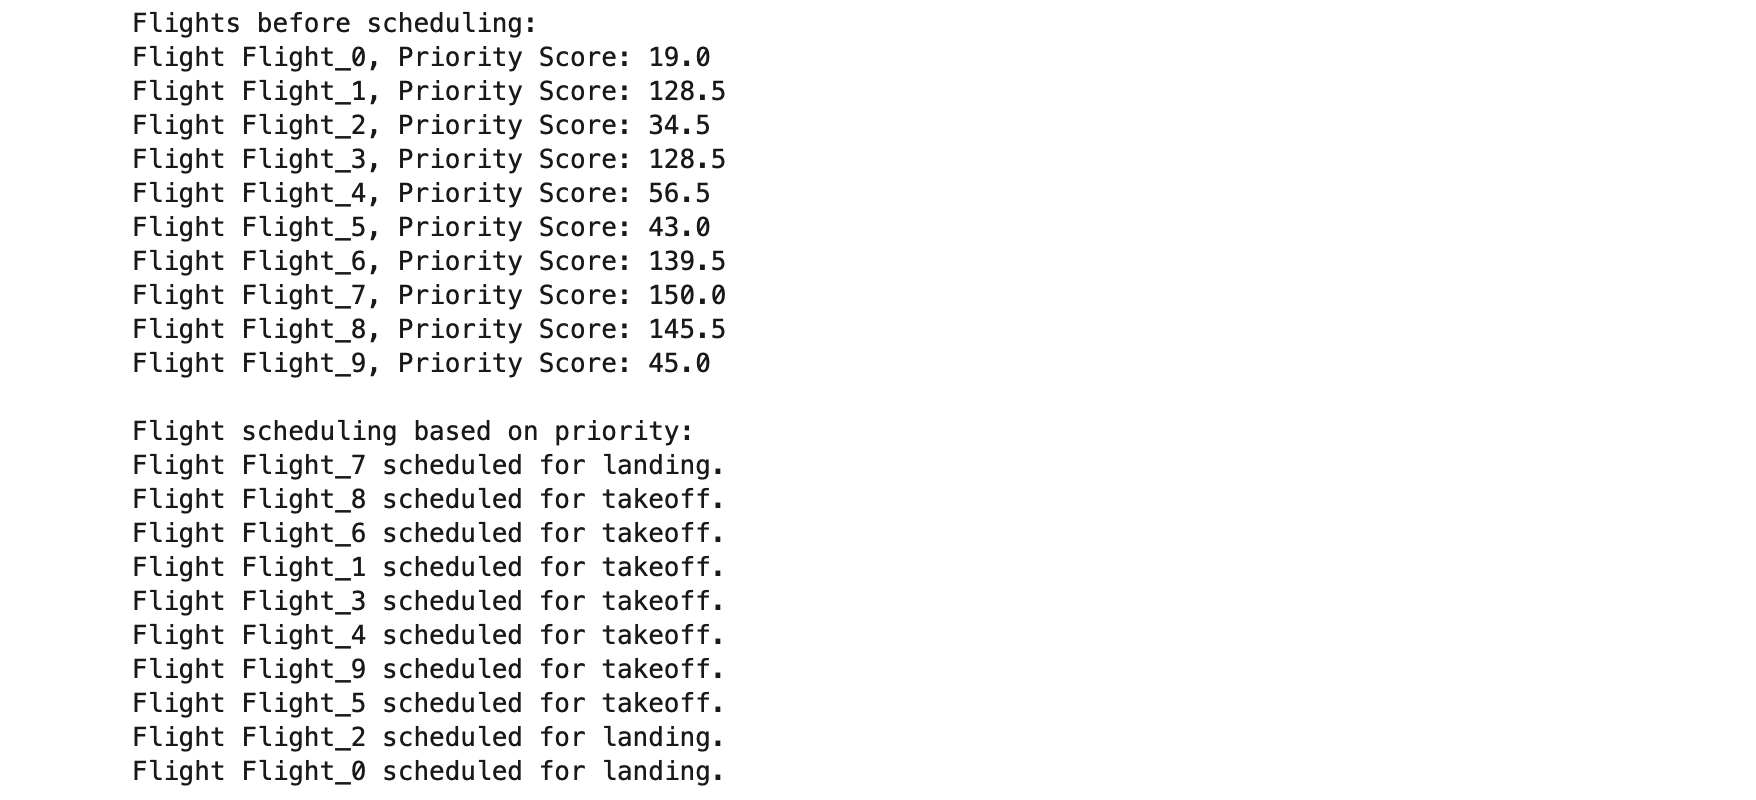 Flights before scheduling:
Flight Flight_0, Priority Score: 19.0
Flight Flight_1, Priority Score: 128.5
Flight Flight_2, Priority Score: 34.5
Flight Flight_3, Priority Score: 128.5
Flight Flight_4, Priority Score: 56.5
Flight Flight_5, Priority Score: 43.0
Flight Flight_6, Priority Score: 139.5
Flight Flight_7, Priority Score: 150.0
Flight Flight_8, Priority Score: 145.5
Flight Flight_9, Priority Score: 45.0

Flight scheduling based on priority:
Flight Flight_7 scheduled for landing.
Flight Flight_8 scheduled for takeoff.
Flight Flight_6 scheduled for takeoff.
Flight Flight_1 scheduled for takeoff.
Flight Flight_3 scheduled for takeoff.
Flight Flight_4 scheduled for takeoff.
Flight Flight_9 scheduled for takeoff.
Flight Flight_5 scheduled for takeoff.
Flight Flight_2 scheduled for landing.
Flight Flight_0 scheduled for landing.